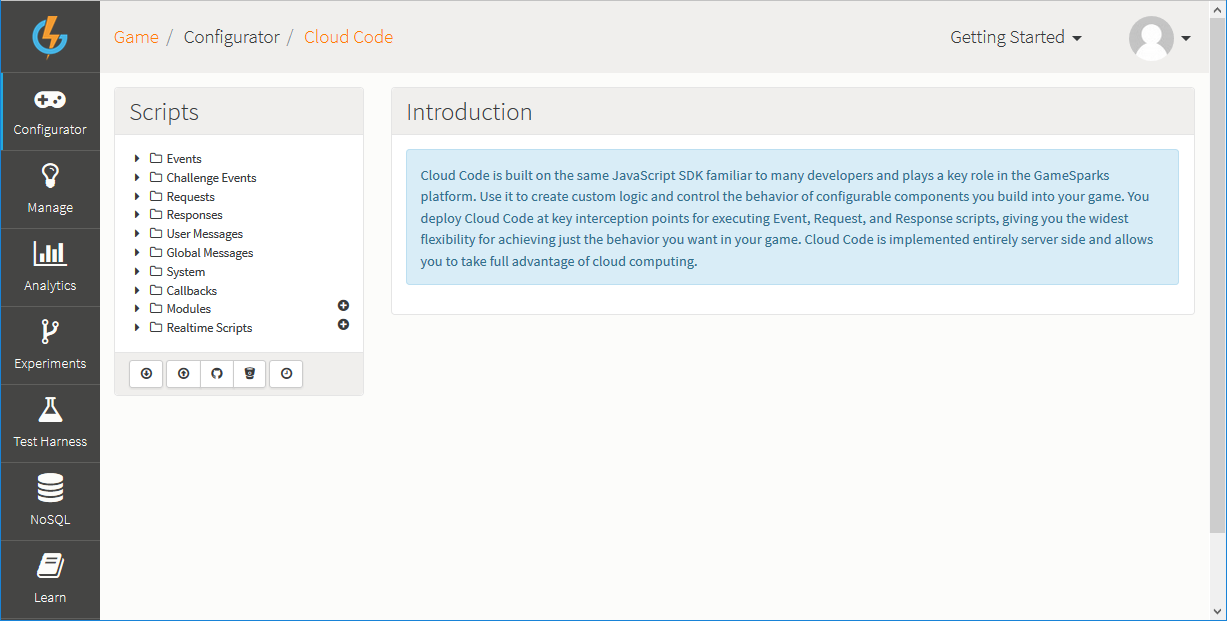 Game / Configurator / Cloud Code
Getting Started
Configurator
Manage
Analytics
Experiments
Test Harness
NoSQL
Learn
Scripts
Events
Challenge Events
Requests
Responses
User Messages
Global Messages
System
Callbacks
Modules
Realtime Scripts
Introduction
Cloud Code is built on the same JavaScript SDK familiar to many developers and plays a key role in the GameSparks
platform. Use it to create custom logic and control the behavior of configurable components you build into your game. You
deploy Cloud Code at key interception points for executing Event, Request, and Response scripts, giving you the widest
flexibility for achieving just the behavior you want in your game. Cloud Code is implemented entirely server side and allows
you to take full advantage of cloud computing.